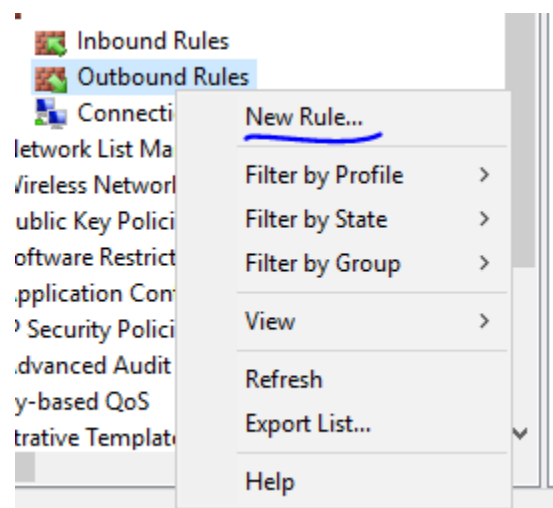 Inbound Rules
Outbound Rules
Connecti
letwork List Ma
Vireless Networl
ublic Key Polici
oftware Restrict
pplication Con
Security Polici
dvanced Audit
y-based QoS
trative Templat
New Rule...
Filter by Profile
Filter by State
Filter by Group
View
Refresh
Export List...
Help